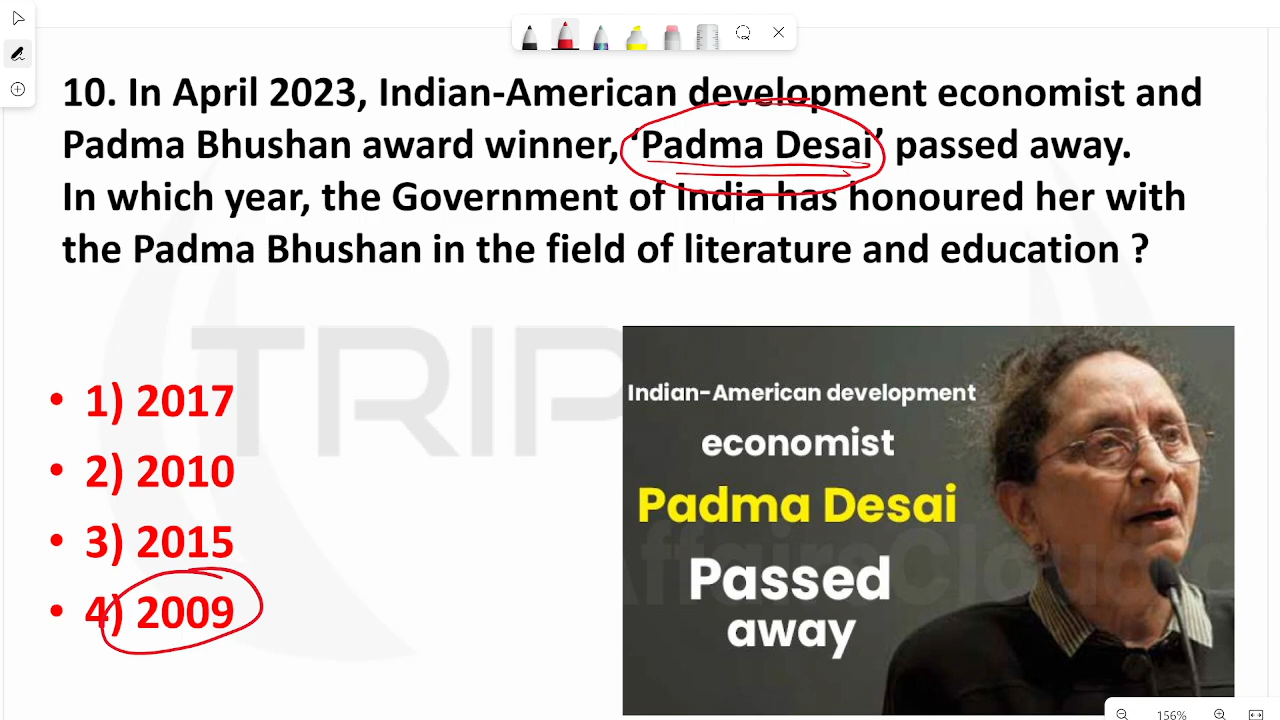 10. In April 2023, Indian-American development economist and
Padma Bhushan award winner, ‘Padma Desai’ passed away.
In which year, the Government of India has honoured her with
the Padma Bhushan in the field of literature and education ?
TRIP
• 1) 2017
• 2) 2010
• 3) 2015
• 4) 2009
Indian-American development
economist
Padma Desai
Passed
away
156%